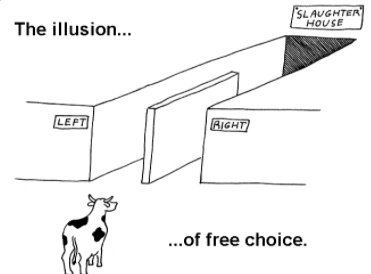 The illusion...
"SLAUGHTER"
HOUSE
LEFT
RIGHT
...of free choice.